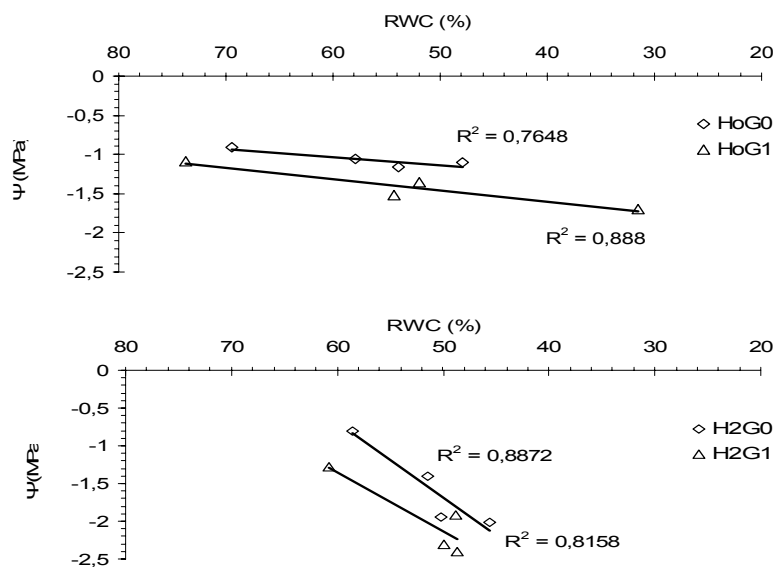 RWC (%)
80 70 60 50 40 30 20
0
-0,5
-1
-1,5
-2
-2,5
Ψ(MPa)
R² = 0,7648
R² = 0,888
HoG0
HoG1
RWC (%)
80 70 60 50 40 30 20
0
-0,5
-1
-1,5
-2
-2,5
Ψ(MPa
R² = 0,8872
R² = 0,8158
H2G0
H2G1